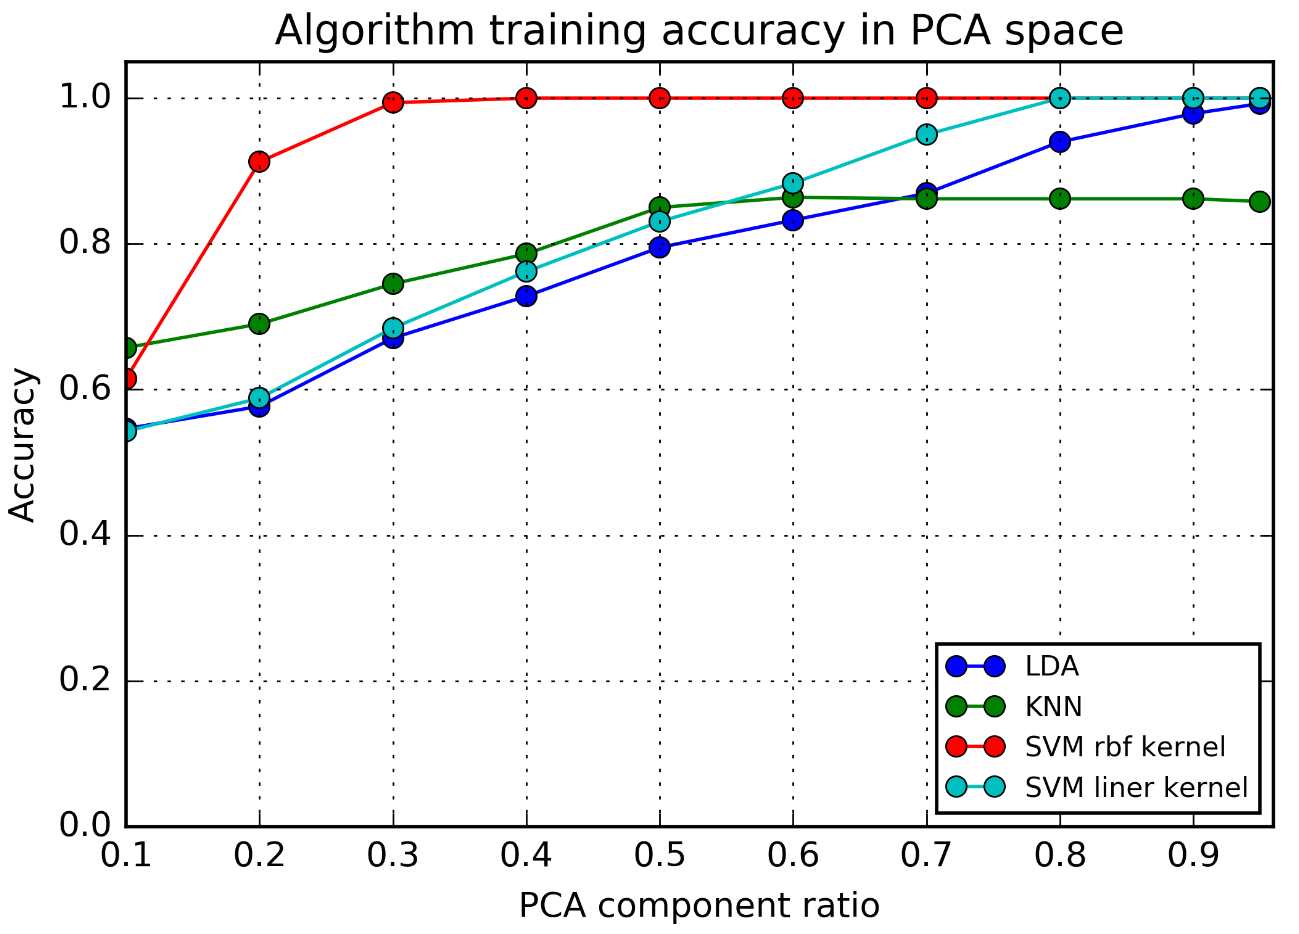 Algorithm training accuracy in PCA space
1.0
0.8
0.6
0.4
0.2
0.0
Accuracy
0.1 0.2 0.3 0.4 0.5 0.6 0.7 0.8 0.9
PCA component ratio
LDA
KNN
SVM rbf kernel
SVM liner kernel